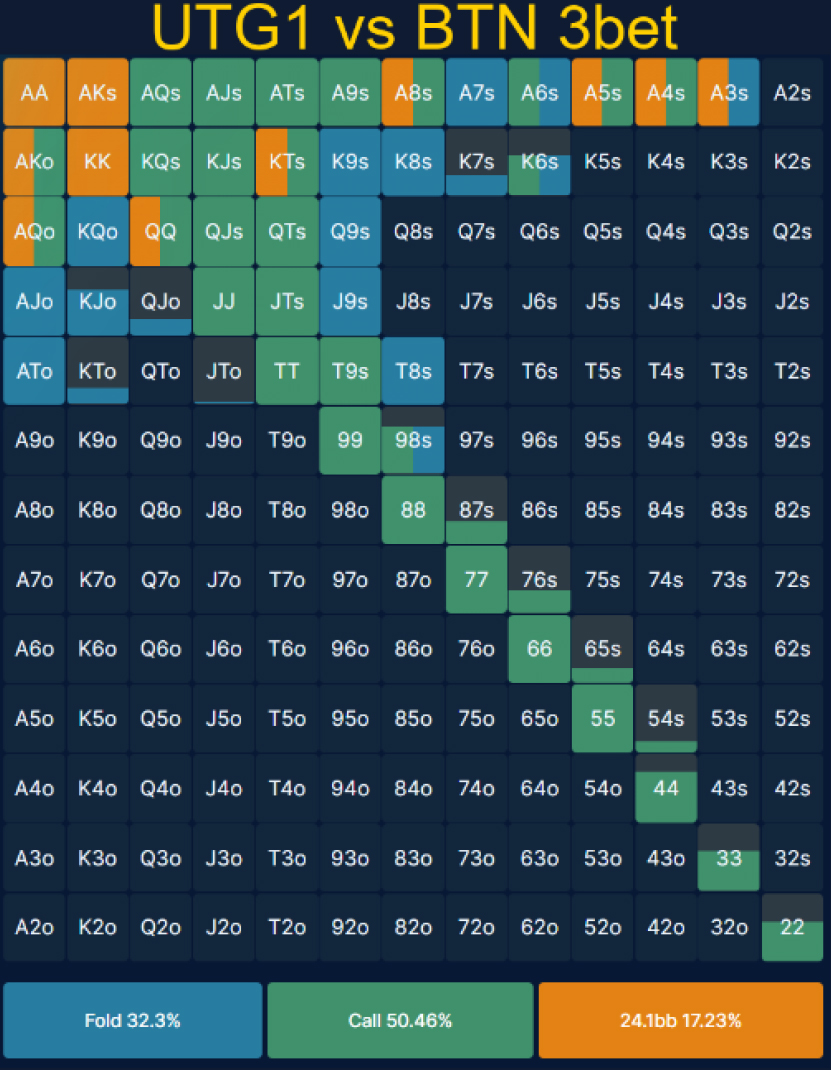 UTG1 vs BTN 3bet
AA AKs AQs AJs ATs A9s A8s A7s A6s A5s A4s A3s A2s
AKo KK KQs KJs KTs K9s K8s K7s K6s K5s K4s K3s K2s
AQo KQo QQ QJs QTs Q9s Q8s Q7s Q6s Q5s Q4s Q3s Q2s
AJo KJo QJo JJ JTs J9s J8s J7s J6s J5s J4s J3s J2s
ATo KTo QTo JTo TT T9s T8s T7s T6s T5s T4s T3s T2s
A9o K9o Q9o J9o T9o 99 98s 97s 96s 95s 94s 93s 92s
A8o K8o Q8o J8o T8o 98o 88 87s 86s 85s 84s 83s 82s
A7o K7o Q7o J7o T7o 97o 87o 77 76s 75s 74s 73s 72s
A6o K6o Q6o J6o T6o 96o 86o 76o 66 65s 64s 63s 62s
A5o K5o Q5o J5o T5o 95o 85o 75o 65o 55 54s 53s 52s
A4o K4o Q4o J4o T4o 94o 84o 74o 64o 54o 44 43s 42s
A3o K3o Q3o J3o T3o 93o 83o 73o 63o 53o 43o 33 32s
A2o K2o Q2o J2o T2o 92o 82o 72o 62o 52o 42o 32o 22
Fold 32.3% Call 50.46% 24.1bb 17.23%